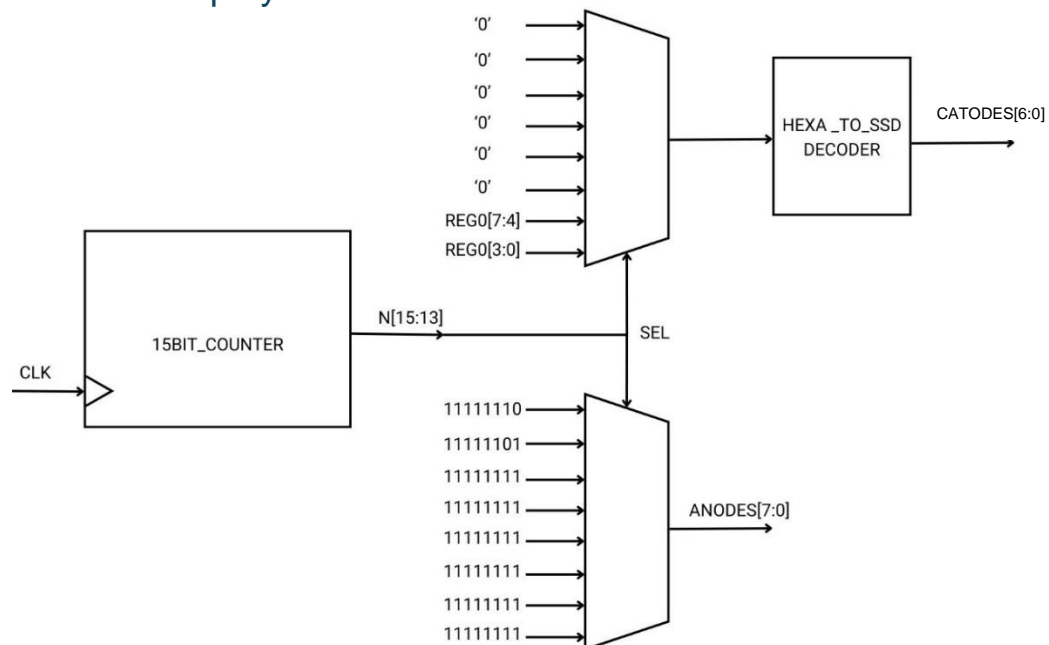 '0'
'0'
'0'
'0'
'0'
'0'
REG0[7:4]
REG0[3:0]
HEXA _TO_SSD
DECODER
CATODES[6:0]
15BIT_COUNTER
CLK
N[15:13]
SEL
11111110
11111101
11111111
11111111
11111111
11111111
11111111
11111111
ANODES[7:0]